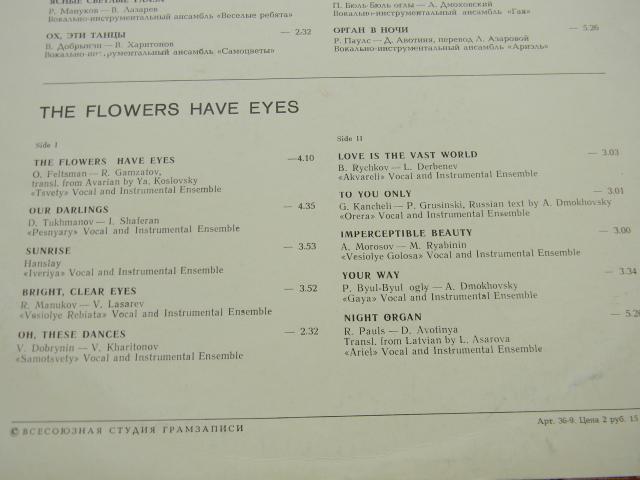 Р. Мануков — В. Лазарев
Вокально-инструментальный ансамбль «Веселые ребята»
ОХ, ЭТИ ТАНЦЫ — 2.32
В. Добрынин — В. Харитонов
Вокально-инструментальный ансамбль «Самоцветы»
П. Бюль Бюль оглы — А. Дмоховский
Вокально-инструментальный ансамбль «Гая»
ОРГАН В НОЧИ — 5.26
Р. Паулс — Д. Авотиня, перевод Л. Азаровой
Вокально-инструментальный ансамбль «Ариэль»
THE FLOWERS HAVE EYES
Side I
THE FLOWERS HAVE EYES —4.10
O. Feltsman — R. Gamzatov,
transl. from Avarian by Ya. Koslovsky
«Tsvety» Vocal and Instrumental Ensemble
OUR DARLINGS — 4.35
D. Tukhmanov — I. Shaferan
«Pesnyary» Vocal and Instrumental Ensemble
SUNRISE — 3.53
Hanslay
«Iveriya» Vocal and Instrumental Ensemble
BRIGHT, CLEAR EYES — 3.52
R. Manukov — V. Lasarev
«Vesiolye Rebiata» Vocal and Instrumental Ensemble
OH, THESE DANCES — 2.32
V. Dobrynin — V. Kharitonov
«Samotsvety» Vocal and Instrumental Ensemble
Side II
LOVE IS THE VAST WORLD — 3.03
B. Rychkov — L. Derbenev
«Akvareli» Vocal and Instrumental Ensemble
TO YOU ONLY — 3.01
G. Kancheli — P. Grusinski, Russian text by A. Dmokhovsky
«Orera» Vocal and Instrumental Ensemble
IMPERCEPTIBLE BEAUTY — 3.00
A. Morosov — M. Ryabinin
«Vesiolye Golosa» Vocal and Instrumental Ensemble
YOUR WAY — 3.34
P. Byul-Byul ogly — A. Dmokhovsky
«Gaya» Vocal and Instrumental Ensemble
NIGHT ORGAN — 5.26
R. Pauls — D. Avotinya
Transl. from Latvian by L. Asarova
«Ariel» Vocal and Instrumental Ensemble
© ВСЕСОЮЗНАЯ СТУДИЯ ГРАМЗАПИСИ
Арт. 36-9. Цена 2 руб. 15